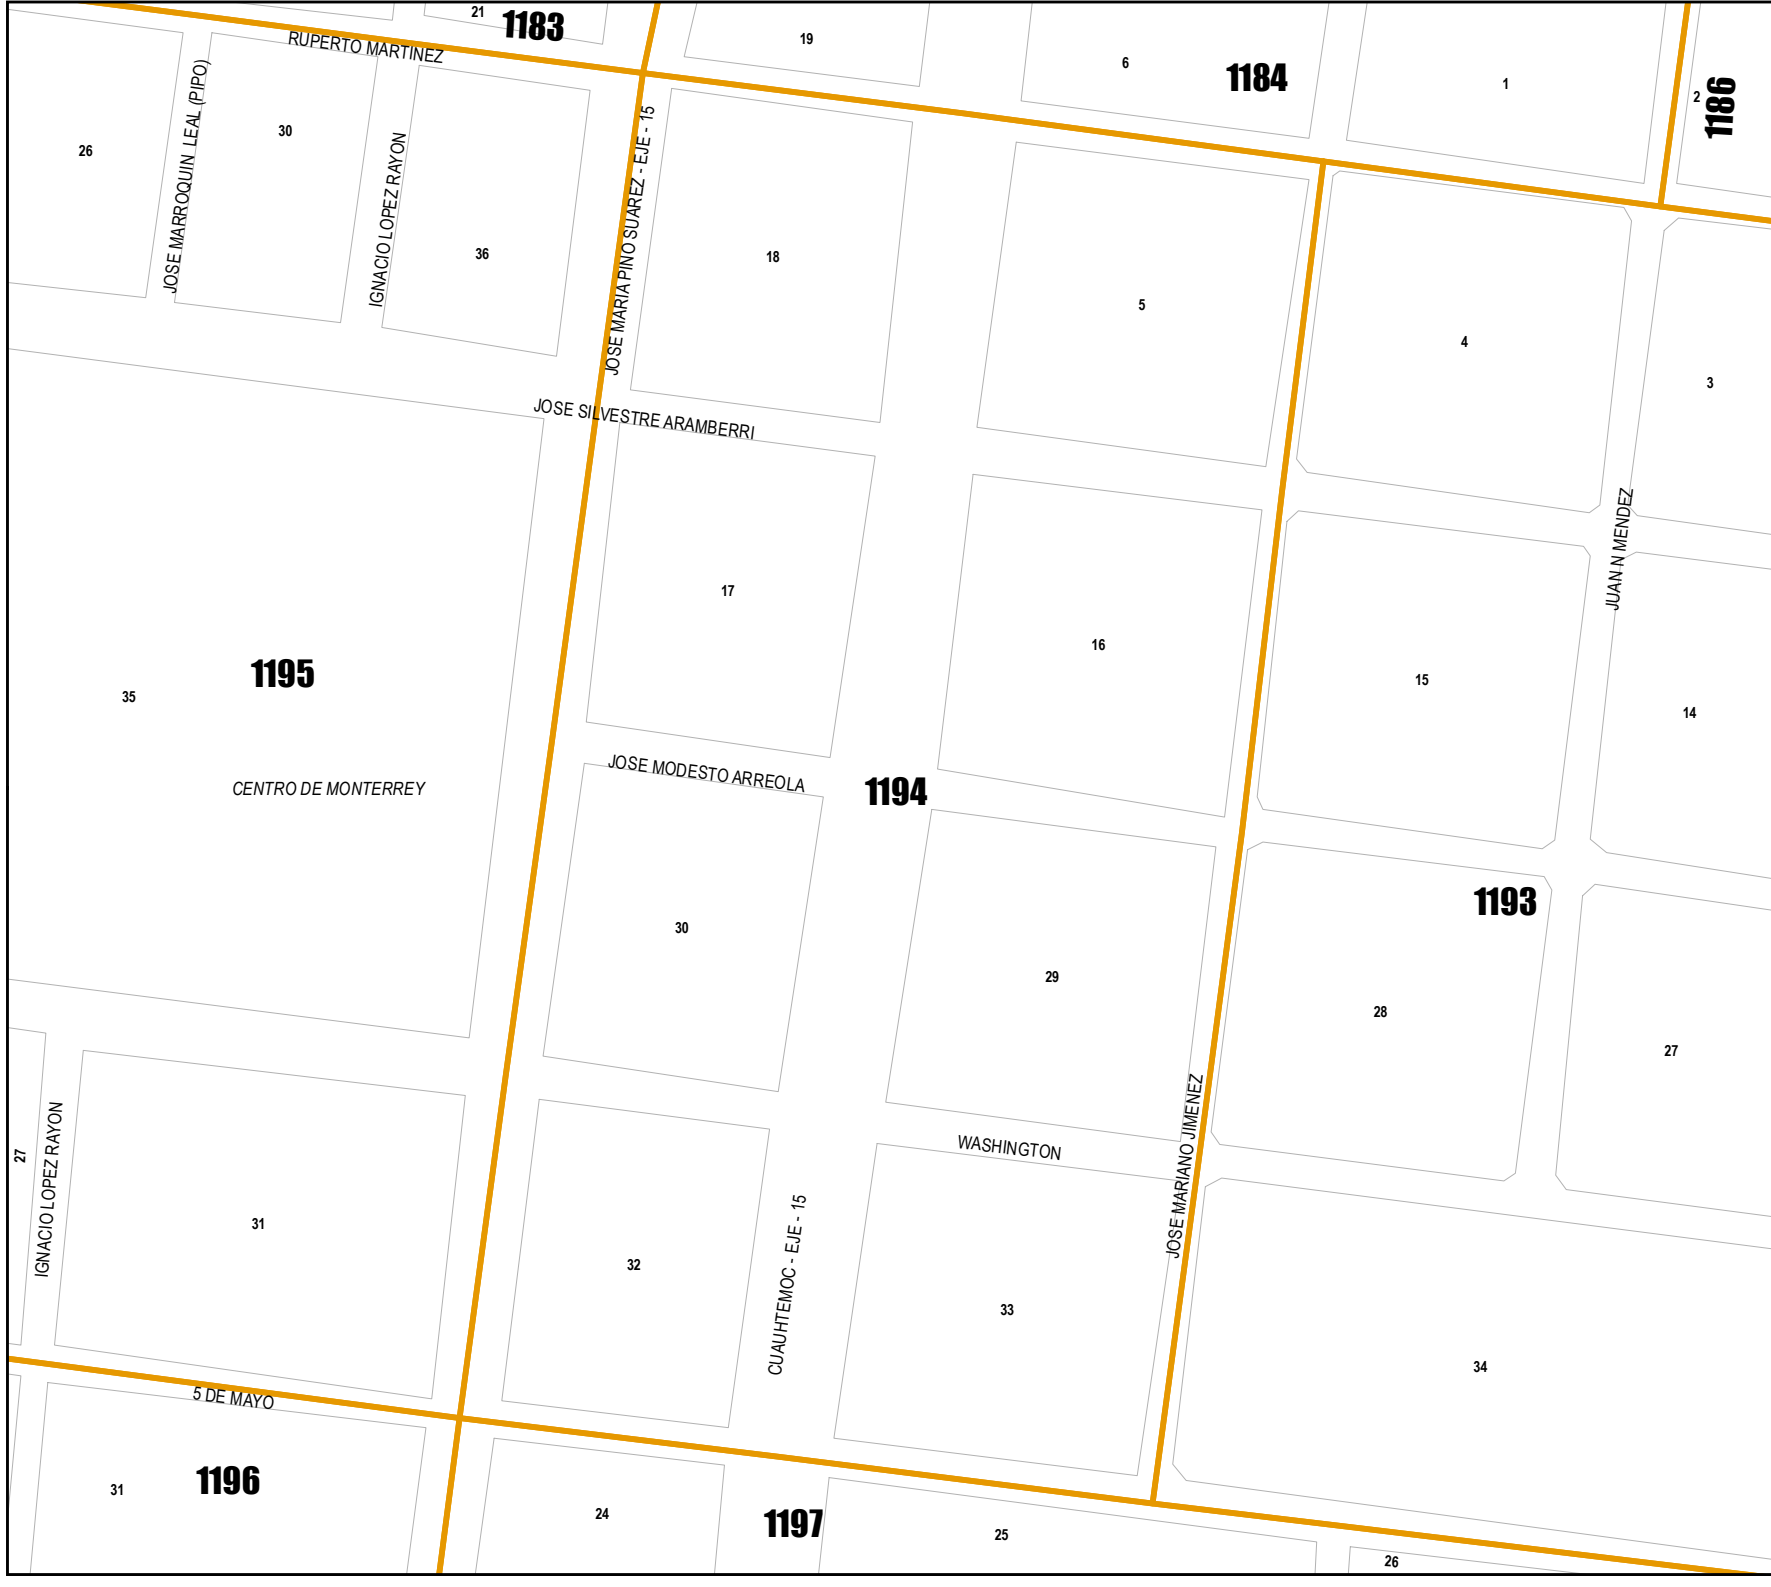 21
1183
19
6
1184
1
2
1186
RUPERTO MARTINEZ
26
JOSE MARROQUIN LEAL (PIPO)
30
IGNACIO LOPEZ RAYON
36
JOSE MARIA PINO SUAREZ - EJE - 15
18
5
4
3
JOSE SILVESTRE ARAMBERRI
JUAN N MENDEZ
17
16
15
14
1195
35
CENTRO DE MONTERREY
JOSE MODESTO ARREOLA
1194
1193
30
29
28
27
WASHINGTON
JOSE MARIANO JIMENEZ
27
IGNACIO LOPEZ RAYON
31
32
CUAUHTEMOC - EJE - 15
33
34
5 DE MAYO
31
1196
24
1197
25
26